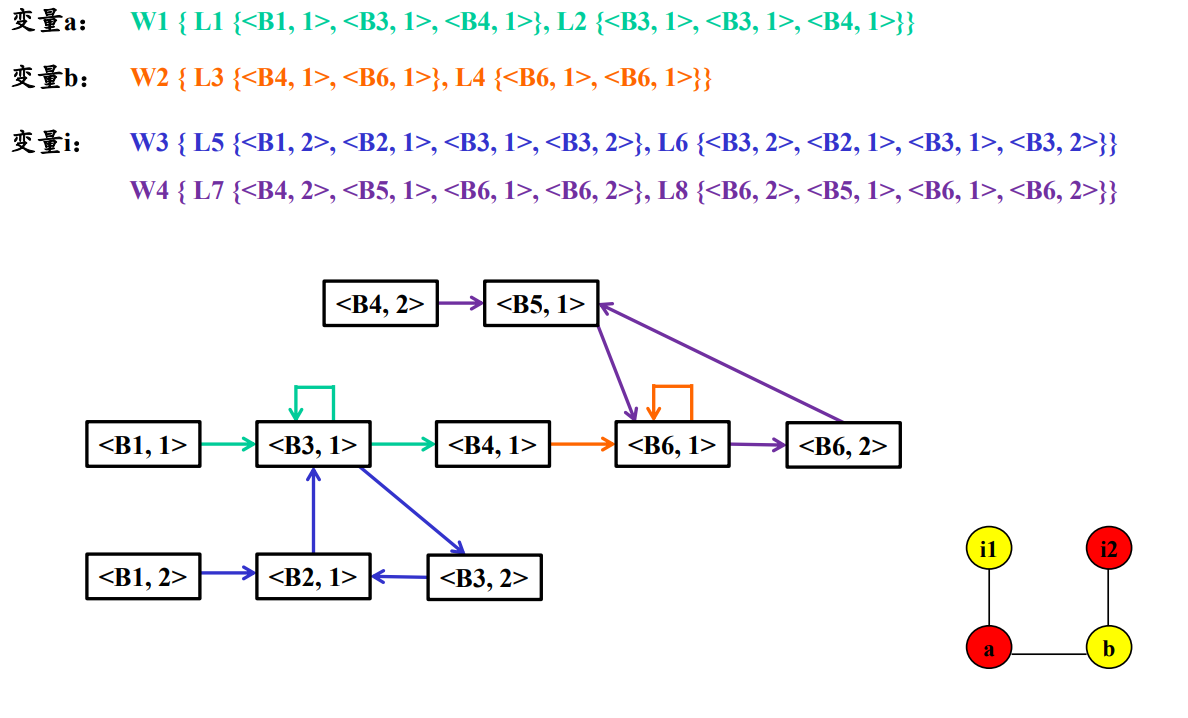 变量a： W1 { L1 {<B1, 1>, <B3, 1>, <B4, 1>}, L2 {<B3, 1>, <B3, 1>, <B4, 1>}}
变量b： W2 { L3 {<B4, 1>, <B6, 1>}, L4 {<B6, 1>, <B6, 1>}}
变量i： W3 { L5 {<B1, 2>, <B2, 1>, <B3, 1>, <B3, 2>}, L6 {<B3, 2>, <B2, 1>, <B3, 1>, <B3, 2>}}
W4 { L7 {<B4, 2>, <B5, 1>, <B6, 1>, <B6, 2>}, L8 {<B6, 2>, <B5, 1>, <B6, 1>, <B6, 2>}}
<B4, 2> <B5, 1>
<B1, 1> <B3, 1> <B4, 1> <B6, 1> <B6, 2>
<B1, 2> <B2, 1> <B3, 2>
i1 i2
a b